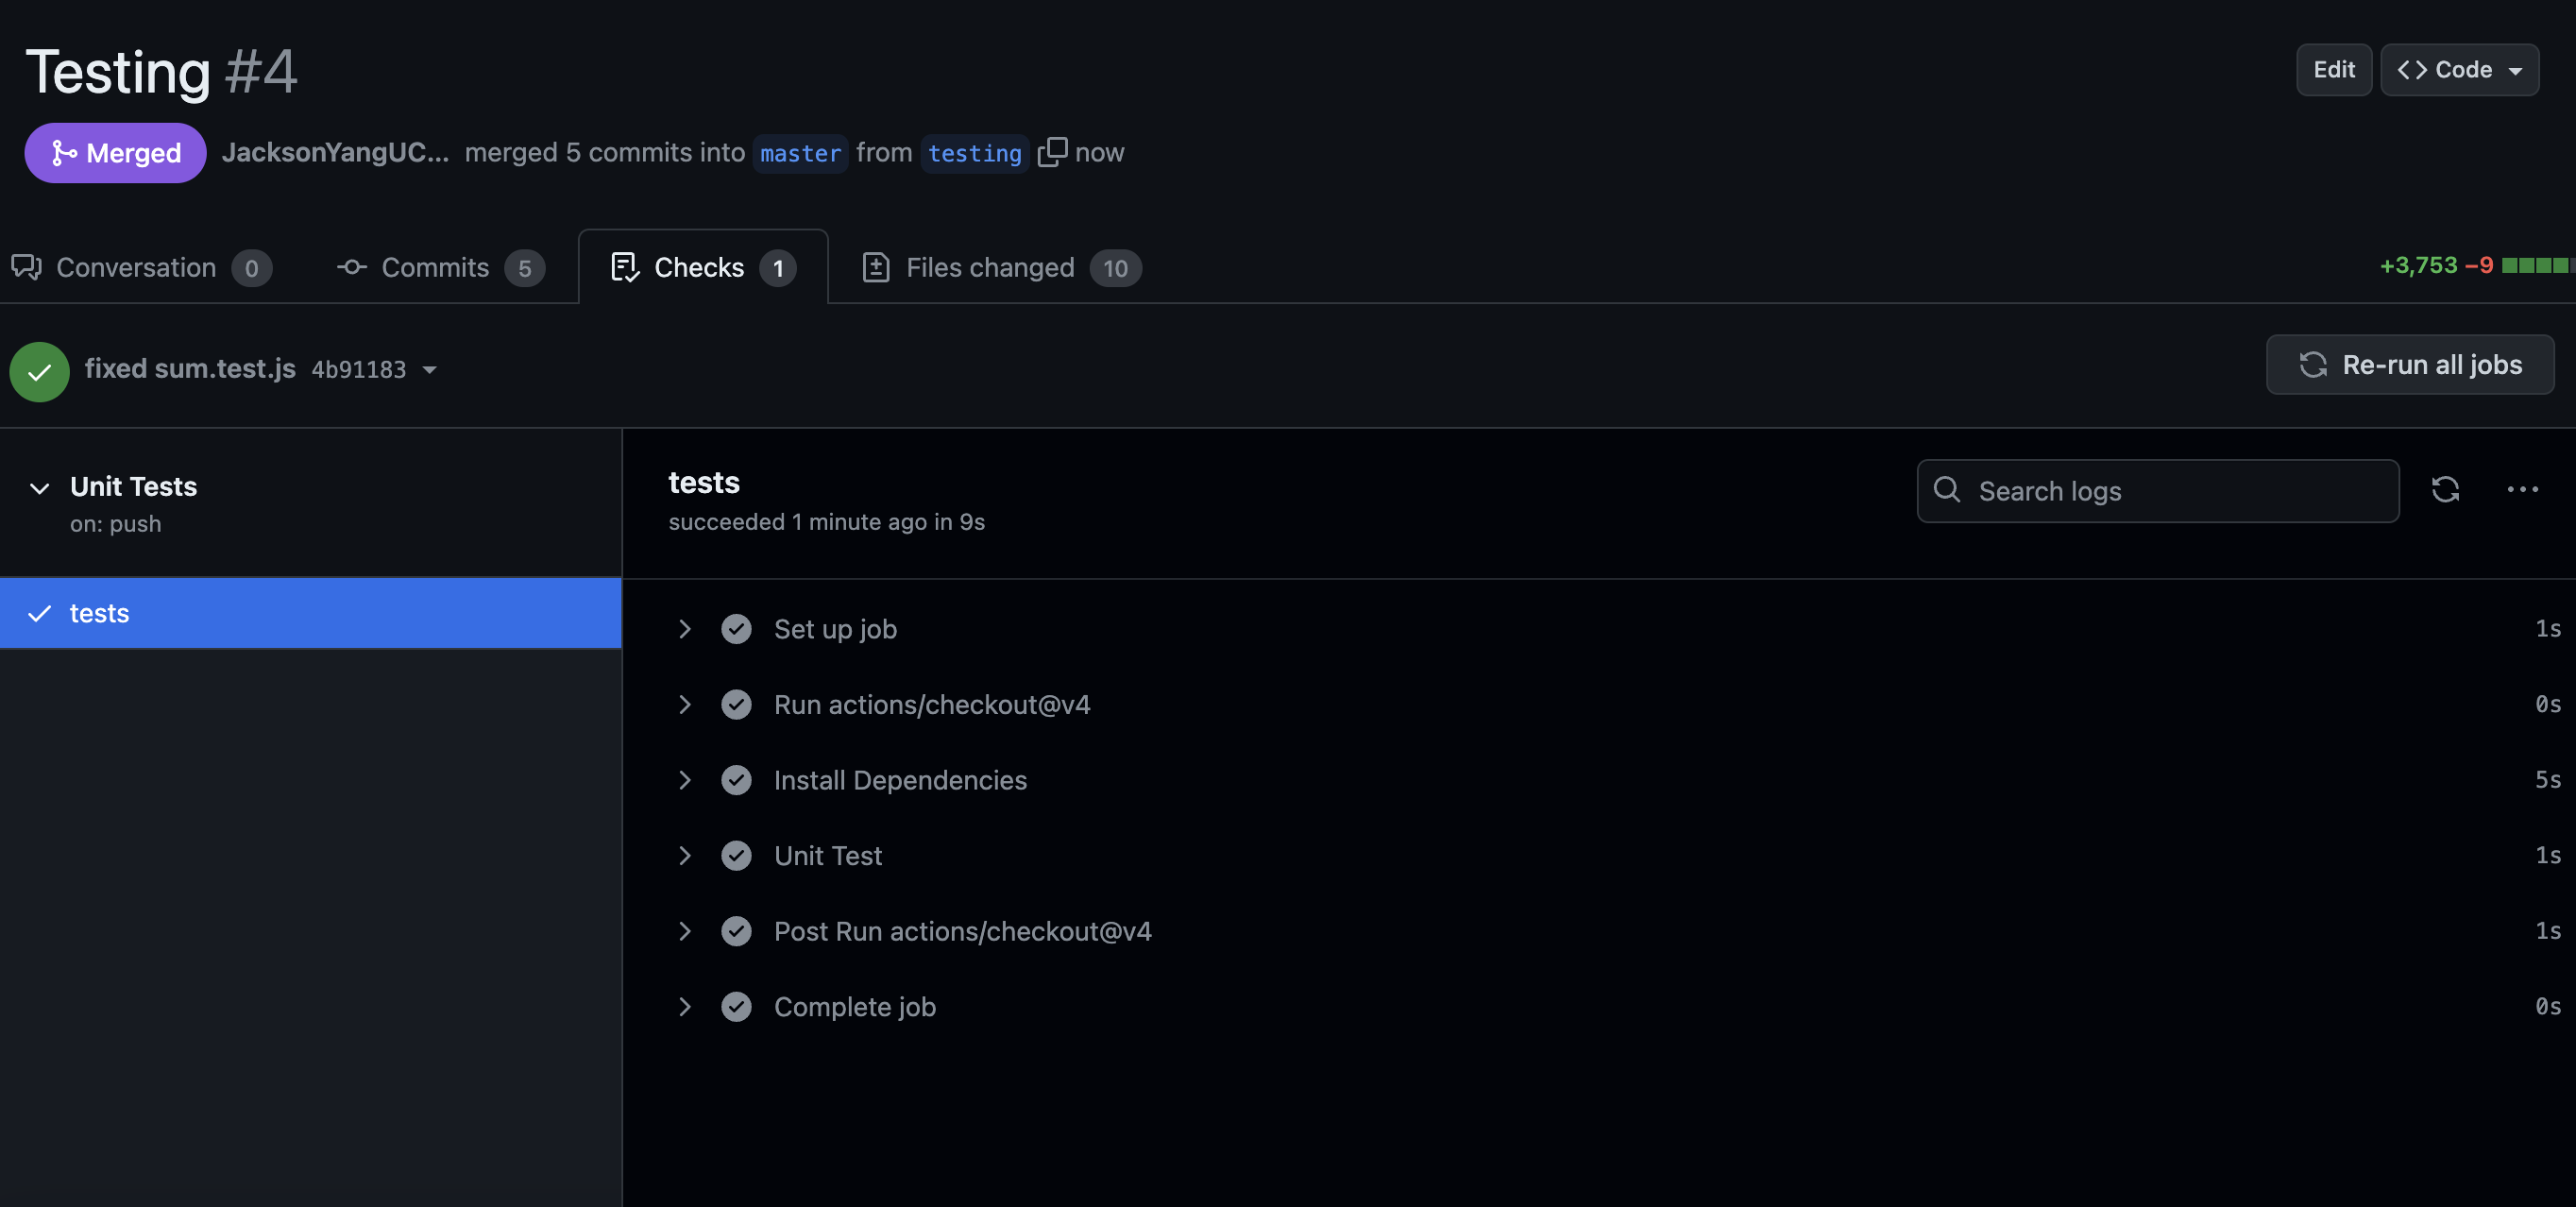 Testing #4
Edit
Code
Merged
JacksonYangUC... merged 5 commits into master from testing now
Conversation 0
Commits 5
Checks 1
Files changed 10
+3,753 −9
fixed sum.test.js 4b91183
Re-run all jobs
Unit Tests
on: push
tests
tests
succeeded 1 minute ago in 9s
Search logs
Set up job 1s
Run actions/checkout@v4 0s
Install Dependencies 5s
Unit Test 1s
Post Run actions/checkout@v4 1s
Complete job 0s